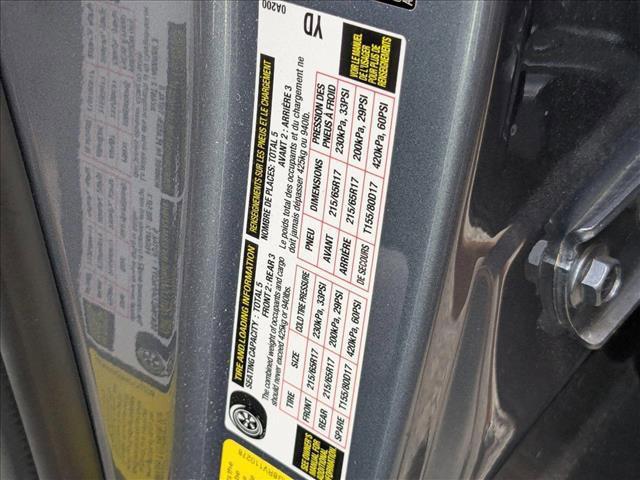 TIRE AND LOADING INFORMATION
SEATING CAPACITY : TOTAL 5
FRONT 2 : REAR 3
The combined weight of occupants and cargo
should never exceed 425kg or 940lbs.
TIRE SIZE COLD TIRE PRESSURE
FRONT 215/65R17 230kPa, 33PSI
REAR 215/65R17 200kPa, 29PSI
SPARE T155/80D17 420kPa, 60PSI
SEE OWNER'S
MANUAL FOR
ADDITIONAL
INFORMATION
RENSEIGNEMENTS SUR LES PNEUS ET LE CHARGEMENT
NOMBRE DE PLACES: TOTAL 5
AVANT 2 : ARRIÈRE 3
Le poids total des occupants et du chargement ne
doit jamais dépasser 425kg ou 940lb.
PNEU DIMENSIONS PRESSION DES
PNEUS À FROID
AVANT 215/65R17 230kPa, 33PSI
ARRIÈRE 215/65R17 200kPa, 29PSI
DE SECOURS T155/80D17 420kPa, 60PSI
VOIR LE MANUEL
DE L'USAGER
POUR PLUS DE
RENSEIGNEMENTS
0A200
YD